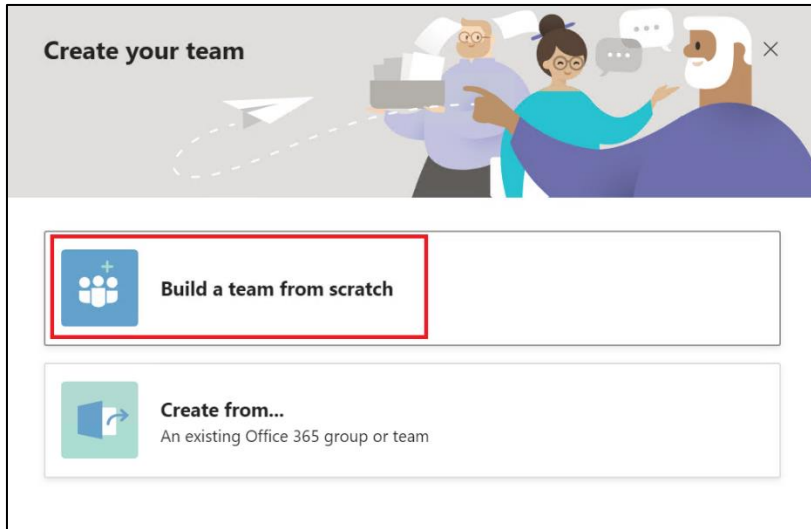 Create your team
Build a team from scratch
Create from...
An existing Office 365 group or team